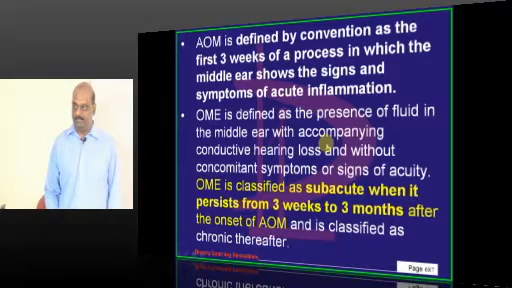 • AOM is defined by convention as the
first 3 weeks of a process in which the
middle ear shows the signs and
symptoms of acute inflammation.
• OME is defined as the presence of fluid in
the middle ear with accompanying
conductive hearing loss and without
concomitant symptoms or signs of acuity.
OME is classified as subacute when it
persists from 3 weeks to 3 months after
the onset of AOM and is classified as
chronic thereafter.
Page 687